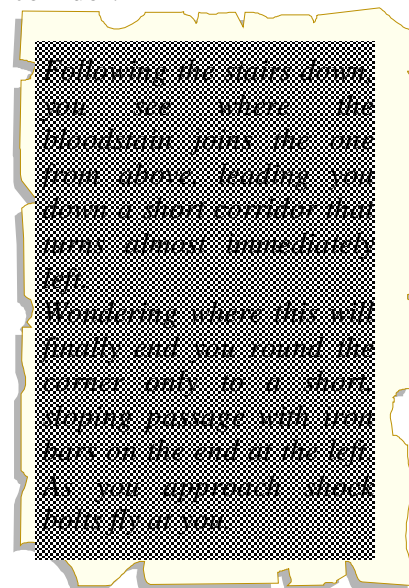 Following the stairs down,
you see where the
bloodstain joins the one
from above, leading you
down a short corridor that
turns almost immediately
left.
Wondering where this will
finally end you round the
corner only to a short,
sloping passage with iron
bars on the end at the left.
As you approach shock
bolts fly at you.